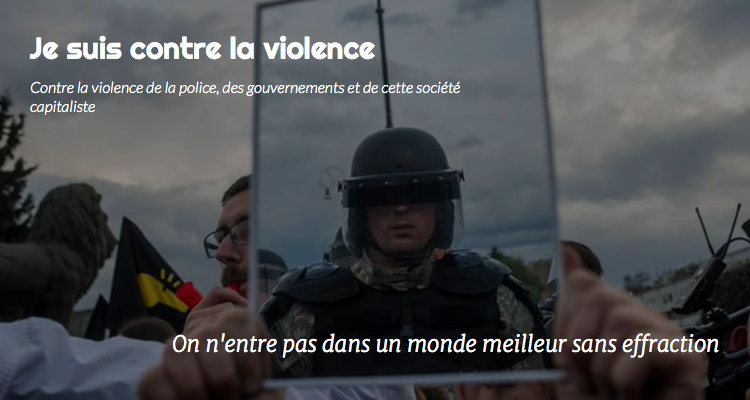 Je suis contre la violence
Contre la violence de la police, des gouvernements et de cette société
capitaliste
On n'entre pas dans un monde meilleur sans effraction